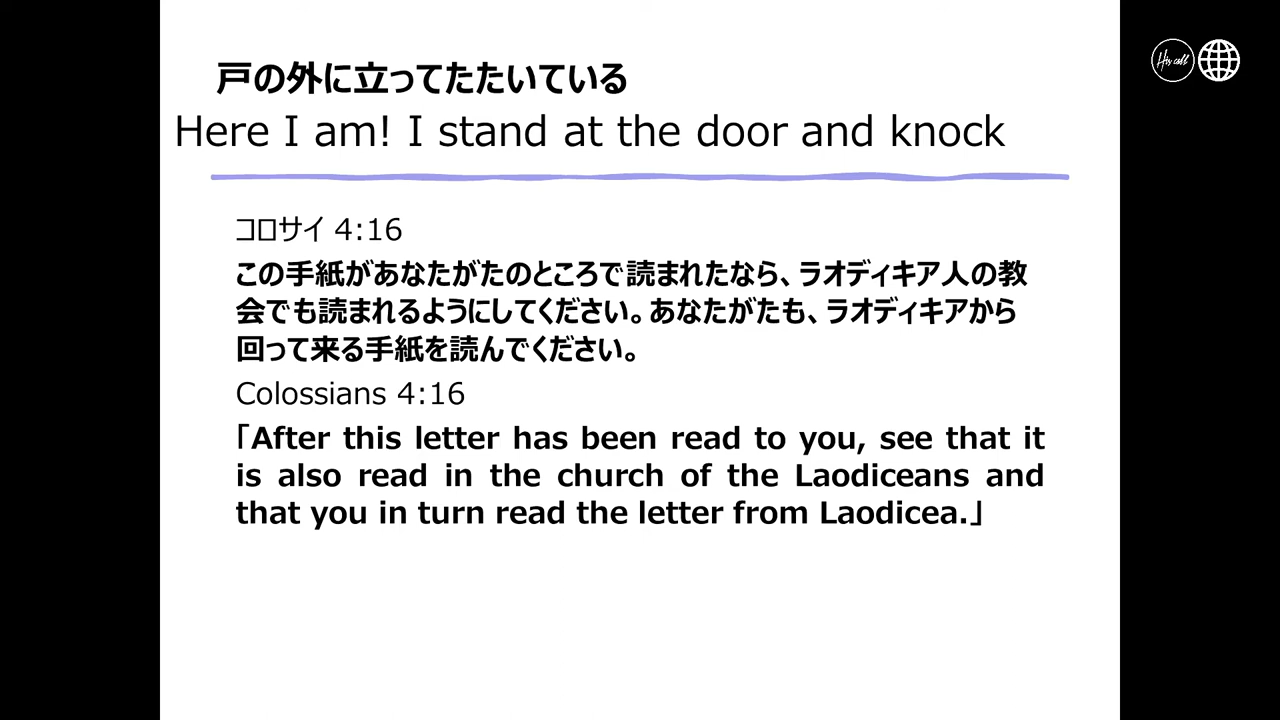 戸の外に立ってたたいている
Here I am! I stand at the door and knock
コロサイ 4:16
この手紙があなたがたのところで読まれたなら、ラオディキア人の教
会でも読まれるようにしてください。あなたがたも、ラオディキアから
回って来る手紙を読んでください。
Colossians 4:16
「After this letter has been read to you, see that it
is also read in the church of the Laodiceans and
that you in turn read the letter from Laodicea.」
His call